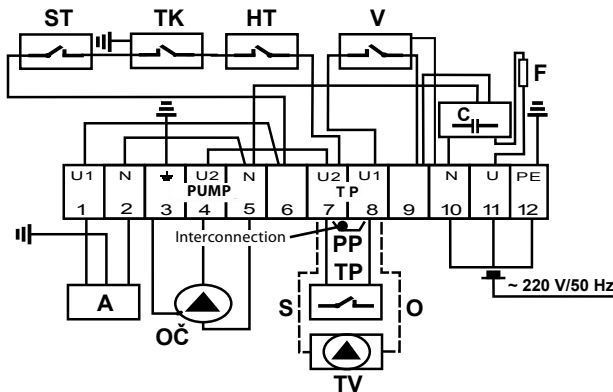 ST TK HT V
F
C
U1 N U2 N U2 U1 N U PE
PUMP T P
1 2 3 4 5 6 7 8 9 10 11 12
Interconnection PP
TP
~ 220 V/50 Hz
A OČ S O
TV